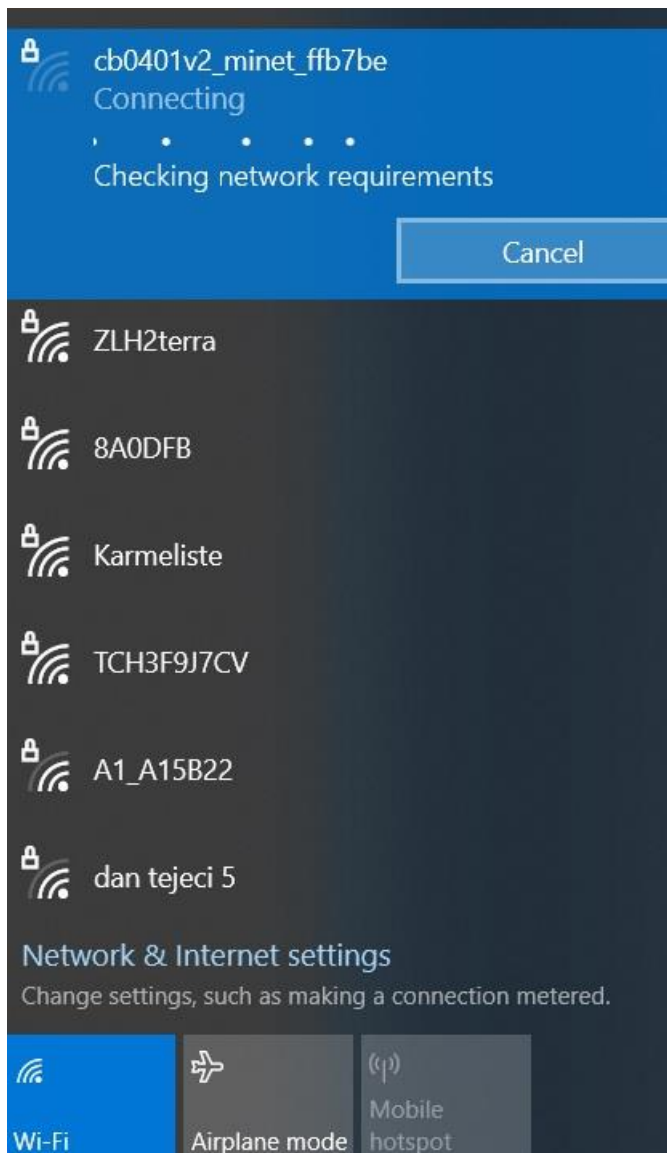 cb0401v2_minet_ffb7be
Connecting
Checking network requirements
Cancel
ZLH2terra
8A0DFB
Karmeliste
TCH3F9J7CV
A1_A15B22
dan tejeci 5
Network & Internet settings
Change settings, such as making a connection metered.
Wi-Fi
Airplane mode
Mobile
hotspot